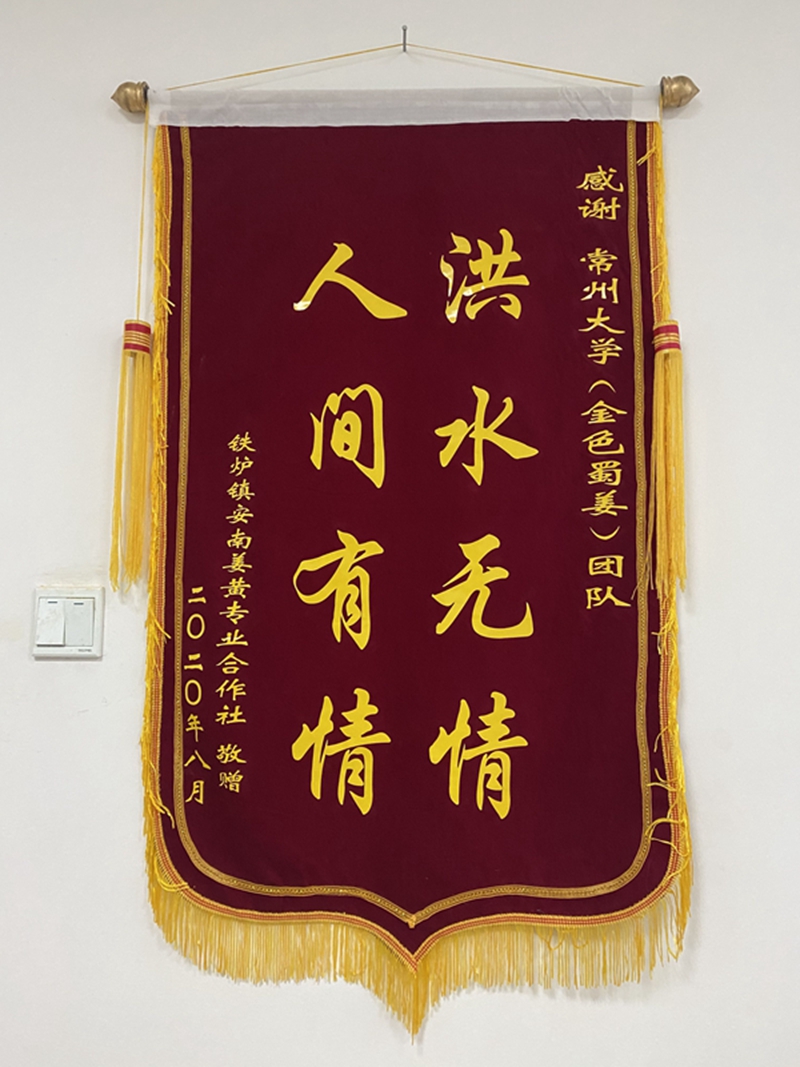 感谢 常州大学（金色蜀姜）团队
洪水无情
人间有情
铁炉镇安南姜黄专业合作社 敬赠
二〇二〇年八月